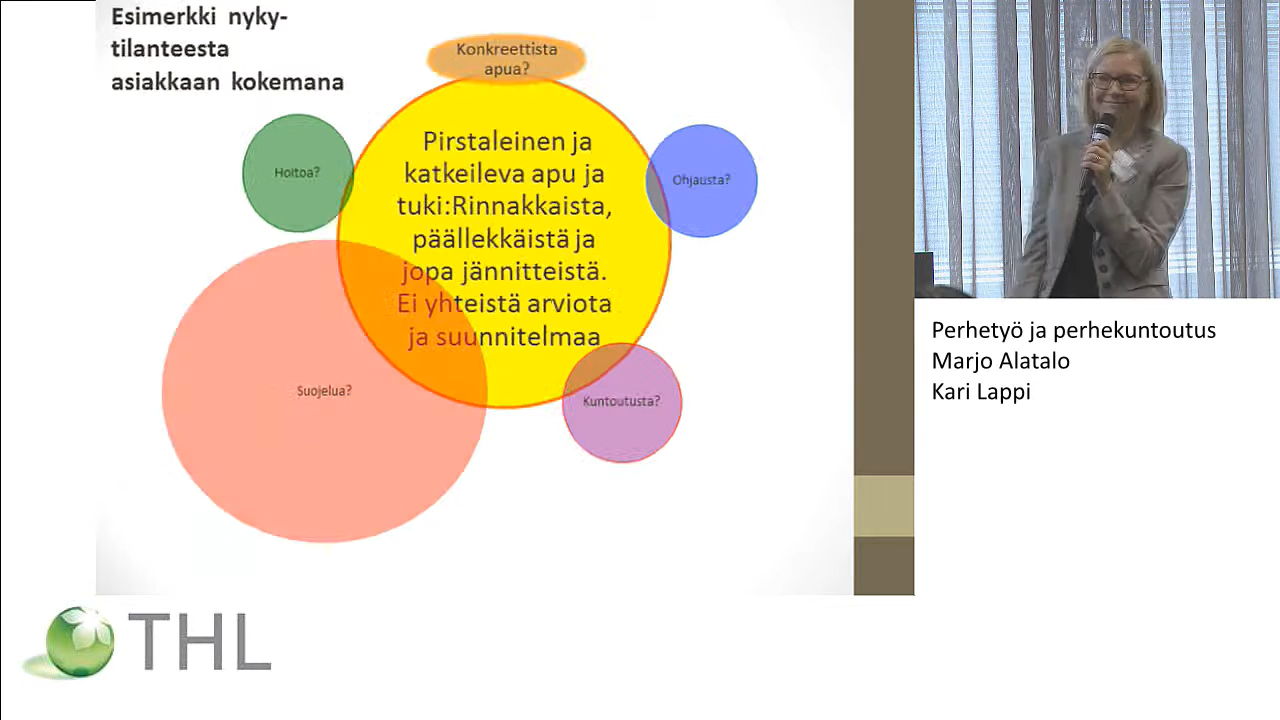 Esimerkki nyky-
tilanteesta
asiakkaan kokemana
Konkreettista
apua?
Hoitoa?
Pirstaleinen ja
katkeileva apu ja
tuki:Rinnakkaista,
päällekkäistä ja
jopa jännitteistä.
Ei yhteistä arviota
ja suunnitelmaa
Ohjausta?
Suojelua?
Kuntoutusta?
Perhetyö ja perhekuntoutus
Marjo Alatalo
Kari Lappi
THL